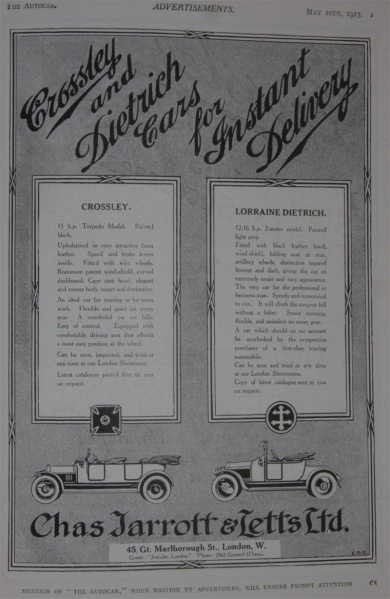 THE AUTOCAR. ADVERTISEMENTS. MAY 20TH, 1913.
Crossley
and
Dietrich
Cars
for
Instant
Delivery
CROSSLEY.
15 h.p. Torpedo Model. Painted
black.
Upholstered in very attractive
leather. Speed and brake levers
inside. Fitted with wire wheels,
Beatonson patent wind-shield, curved
dashboard, Cape cart hood, elegant
and roomy body, smart and distinctive.
An ideal car for touring or for town
work. Flexible and quiet on every
gear. A wonderful car on hills.
Easy of control. Equipped with
comfortable driving seat that affords
a most easy position at the wheel.
Can be seen, inspected, and tried at
any time at our London Showroom.
Latest catalogue posted free to you
on request.
LORRAINE DIETRICH.
12-16 h.p. 2-seater model. Painted
light grey.
Fitted with black leather hood,
wind-shield, folding seat at rear,
artillery wheels, distinctive tapered
bonnet and dash, giving the car an
extremely smart and racy appearance.
The very car for the professional or
business man. Speedy and economical
to run. It will climb the steepest hill
without a falter. Smooth running,
flexible, and noiseless on every gear.
A car which should on no account
be overlooked by the prospective
purchaser of a first-class touring
automobile.
Can be seen and tried at any time
at our London Showrooms.
Copy of latest catalogue sent to you
on request.
Chas Jarrott & Letts Ltd.
45, Gt. Marlborough St., London, W.
Grams: "Jemidar, London" Phone:
MENTION OF "THE AUTOCAR," WHEN WRITING TO ADVERTISERS, WILL ENSURE PROMPT ATTENTION